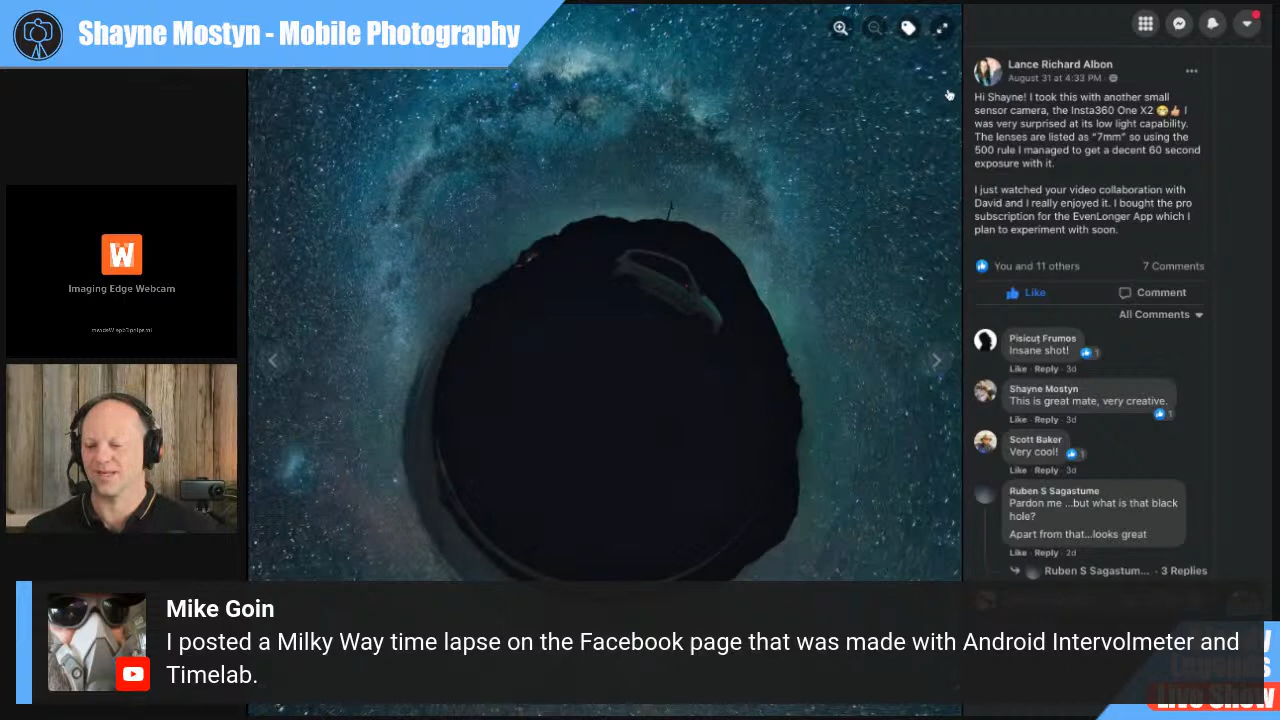 Shayne Mostyn - Mobile Photography
W
Imaging Edge Webcam
Lance Richard Albon
August 31 at 4:33 PM
Hi Shayne! I took this with another small
sensor camera, the Insta360 One X2 😁👍 I
was very surprised at its low light capability.
The lenses are listed as "7mm" so using the
500 rule I managed to get a decent 60 second
exposure with it.
I just watched your video collaboration with
David and I really enjoyed it. I bought the pro
subscription for the EvenLonger App which I
plan to experiment with soon.
You and 11 others 7 Comments
Like Comment
All Comments
Pisicuț Frumos
Insane shot!
1
Like · Reply · 3d
Shayne Mostyn
This is great mate, very creative.
1
Like · Reply · 3d
Scott Baker
Very cool!
1
Like · Reply · 3d
Ruben S Sagastume
Pardon me ...but what is that black
hole?
Apart from that...looks great
Like · Reply · 2d
Ruben S Sagastum... · 3 Replies
Mike Goin
I posted a Milky Way time lapse on the Facebook page that was made with Android Intervolmeter and
Timelab.
Live Show